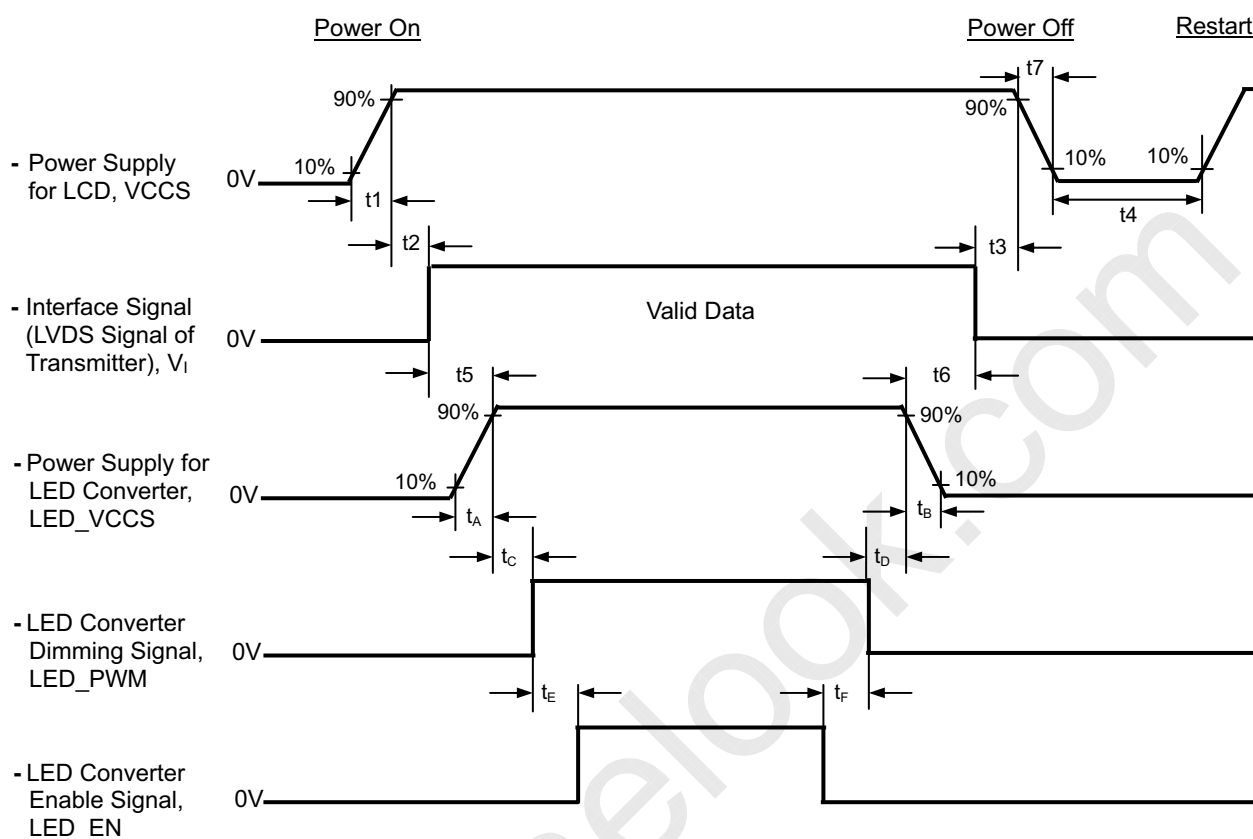 Power On
Power Off
Restart
t7
90%
90%
10%
10%
10%
- Power Supply
for LCD, VCCS
0V
t1
t4
t2
t3
- Interface Signal
(LVDS Signal of
Transmitter), VI
0V
Valid Data
t5
t6
90%
90%
- Power Supply for
LED Converter,
LED_VCCS
0V
10%
10%
tA
tB
tC
tD
- LED Converter
Dimming Signal,
LED_PWM
0V
tE
tF
- LED Converter
Enable Signal,
LED_EN
0V
elook.com